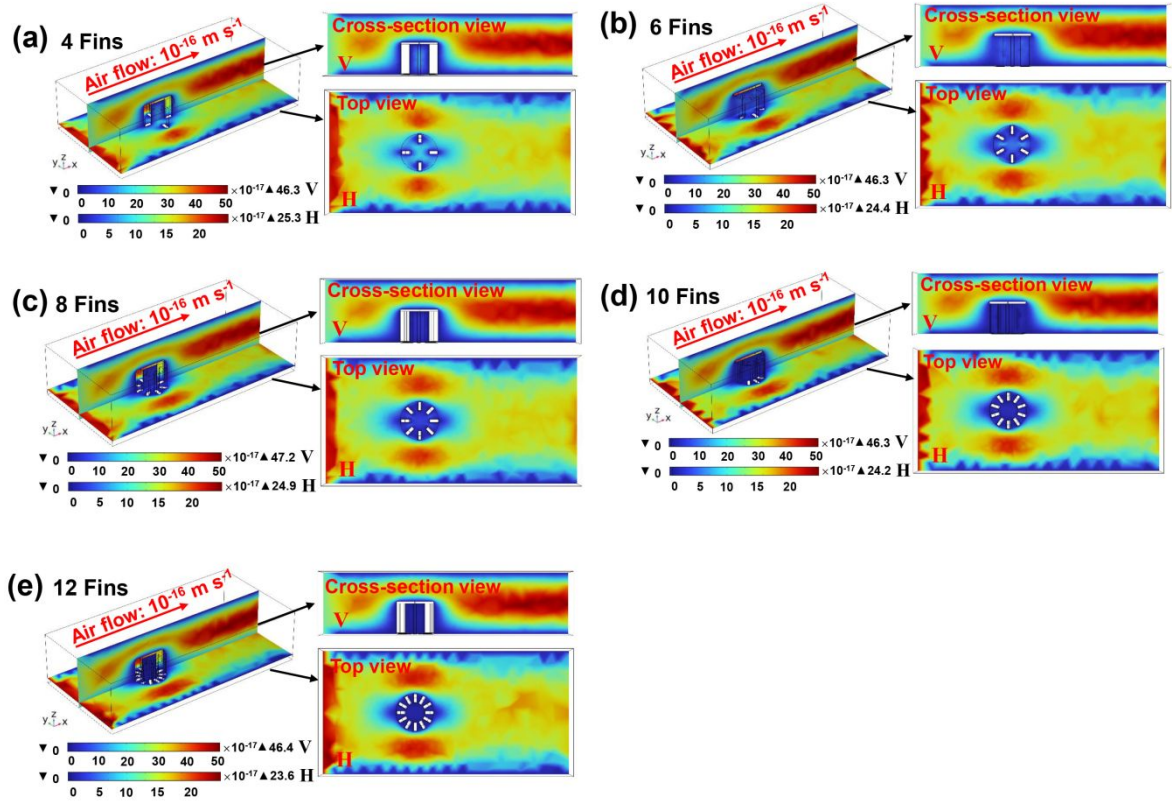 (a) 4 Fins
Air flow: 10⁻¹⁶ m s⁻¹
Cross-section view
V
Top view
H
y z x
▼ 0 ×10⁻¹⁷ ▲ 46.3 V
0 10 20 30 40 50
▼ 0 ×10⁻¹⁷ ▲ 25.3 H
0 5 10 15 20
(b) 6 Fins
Air flow: 10⁻¹⁶ m s⁻¹
Cross-section view
V
Top view
H
y z x
▼ 0 ×10⁻¹⁷ ▲ 46.3 V
0 10 20 30 40 50
▼ 0 ×10⁻¹⁷ ▲ 24.4 H
0 5 10 15 20
(c) 8 Fins
Air flow: 10⁻¹⁶ m s⁻¹
Cross-section view
V
Top view
H
y z x
▼ 0 ×10⁻¹⁷ ▲ 47.2 V
0 10 20 30 40 50
▼ 0 ×10⁻¹⁷ ▲ 24.9 H
0 5 10 15 20
(d) 10 Fins
Air flow: 10⁻¹⁶ m s⁻¹
Cross-section view
V
Top view
H
y z x
▼ 0 ×10⁻¹⁷ ▲ 46.3 V
0 10 20 30 40 50
▼ 0 ×10⁻¹⁷ ▲ 24.2 H
0 5 10 15 20
(e) 12 Fins
Air flow: 10⁻¹⁶ m s⁻¹
Cross-section view
V
Top view
H
y z x
▼ 0 ×10⁻¹⁷ ▲ 46.4 V
0 10 20 30 40 50
▼ 0 ×10⁻¹⁷ ▲ 23.6 H
0 5 10 15 20